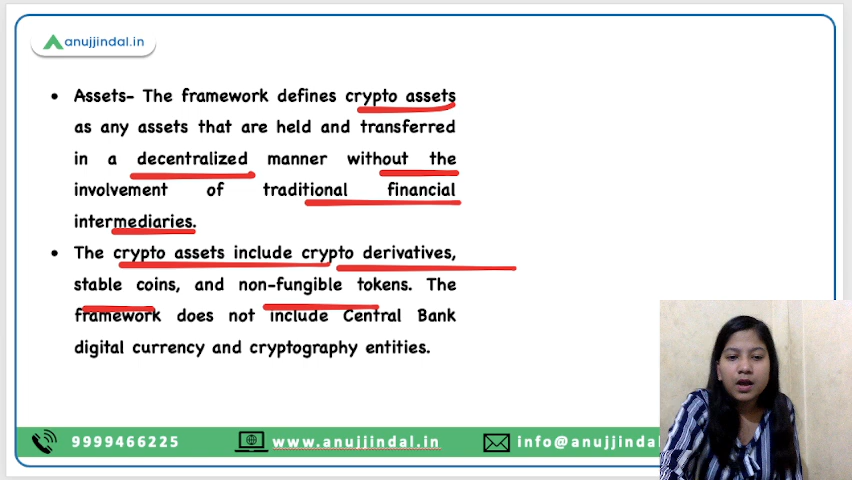 anujjindal.in
• Assets- The framework defines crypto assets
as any assets that are held and transferred
in a decentralized manner without the
involvement of traditional financial
intermediaries.
• The crypto assets include crypto derivatives,
stable coins, and non-fungible tokens. The
framework does not include Central Bank
digital currency and cryptography entities.
9999466225 www.anujjindal.in info@anujjindal